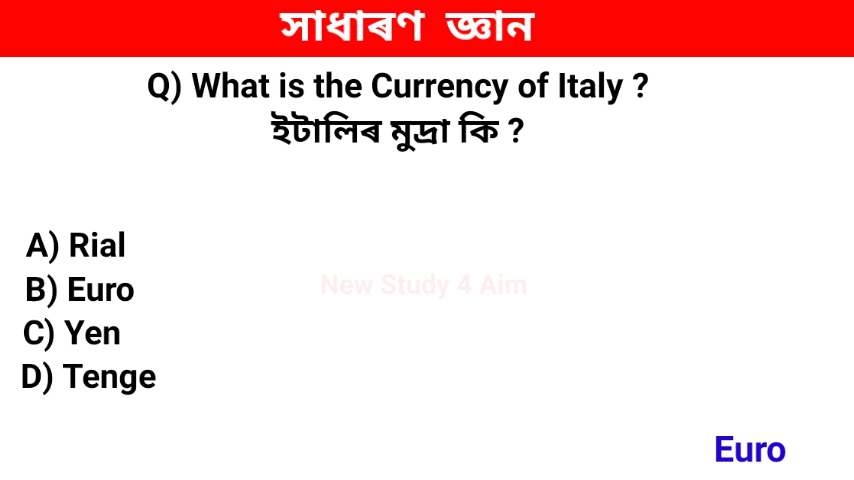 সাধাৰণ জ্ঞান
Q) What is the Currency of Italy ?
ইটালিৰ মুদ্ৰা কি ?
A) Rial
B) Euro
New Study 4 Aim
C) Yen
D) Tenge
Euro